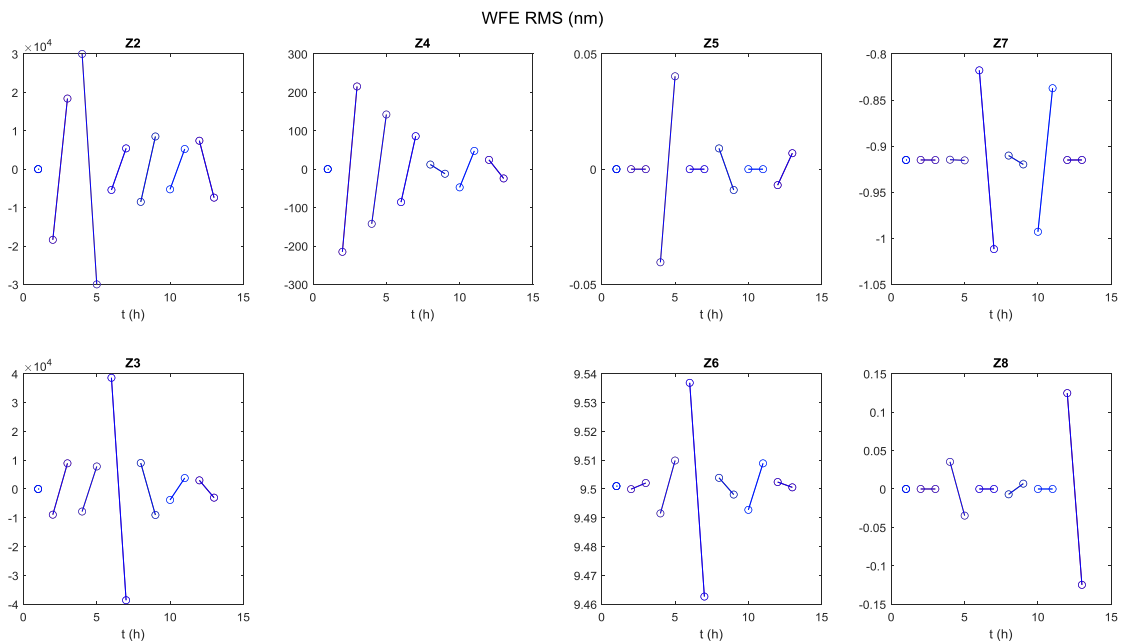 WFE RMS (nm)
Z2
×10⁴
3
2
1
0
-1
-2
-3
0 5 10 15
t (h)
Z4
300
200
100
0
-100
-200
-300
0 5 10 15
t (h)
Z5
0.05
0
-0.05
0 5 10 15
t (h)
Z7
-0.8
-0.85
-0.9
-0.95
-1
-1.05
0 5 10 15
t (h)
Z3
×10⁴
4
3
2
1
0
-1
-2
-3
-4
0 5 10 15
t (h)
Z6
9.54
9.53
9.52
9.51
9.5
9.49
9.48
9.47
9.46
0 5 10 15
t (h)
Z8
0.15
0.1
0.05
0
-0.05
-0.1
-0.15
0 5 10 15
t (h)